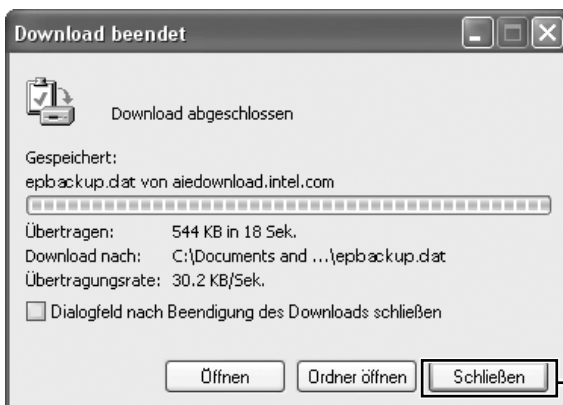 Download beendet
Download abgeschlossen
Gespeichert:
epbackup.dat von aiedownload.intel.com
Übertragen: 544 KB in 18 Sek.
Download nach: C:\Documents and ...\epbackup.dat
Übertragungsrate: 30.2 KB/Sek.
Dialogfeld nach Beendigung des Downloads schließen
Öffnen Ordner öffnen Schließen